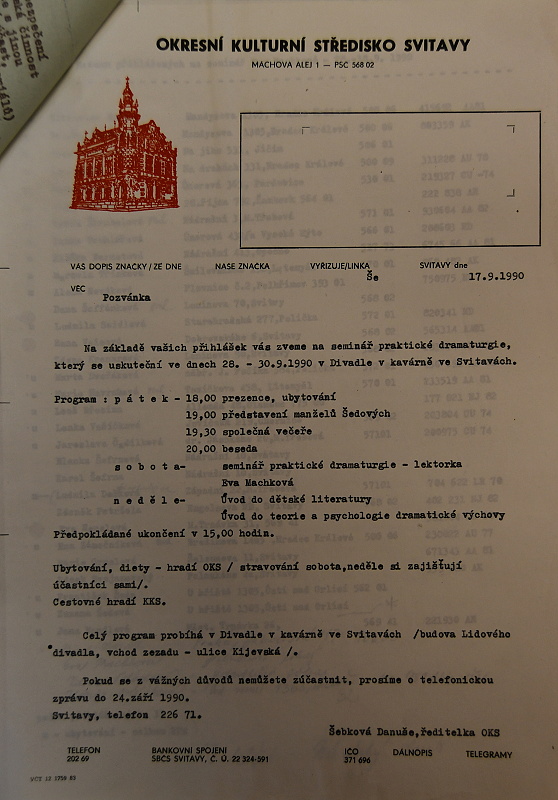 OKRESNÍ KULTURNÍ STŘEDISKO SVITAVY
MACHOVA ALEJ 1 — PSC 568 02
VÁS DOPIS ZNACKY / ZE DNE NASE ZNACKA VYŘIZUJE/LINKA SVITAVY dne
Še 17.9.1990
VĚC
Pozvánka
Na základě vašich přihlášek vás zveme na seminář praktické dramaturgie,
který se uskuteční ve dnech 28. - 30.9.1990 v Divadle v kavárně ve Svitavách.
Program : p á t e k - 18,00 prezence, ubytování
19,00 představení manželů Šedových
19,30 společná večeře
20,00 beseda
s o b o t a- seminář praktické dramaturgie - lektorka
Eva Machková
n e d ě l e- Úvod do dětské literatury
Úvod do teorie a psychologie dramatické výchovy
Předpokládané ukončení v 15,00 hodin.
Ubytování, diety - hradí OKS / stravování sobota,neděle si zajišťují
účastníci sami/.
Cestovné hradí KKS.
Celý program probíhá v Divadle v kavárně ve Svitavách /budova Lidového
divadla, vchod zezadu - ulice Kijevská /.
Pokud se z vážných důvodů nemůžete zúčastnit, prosíme o telefonickou
zprávu do 24.září 1990.
Svitavy, telefon 226 71.
Šebková Danuše,ředitelka OKS
TELEFON BANKOVNÍ SPOJENÍ IČO DÁLNOPIS TELEGRAMY
202 69 SBČS SVITAVY, Č. Ú. 22 324-591 371 696